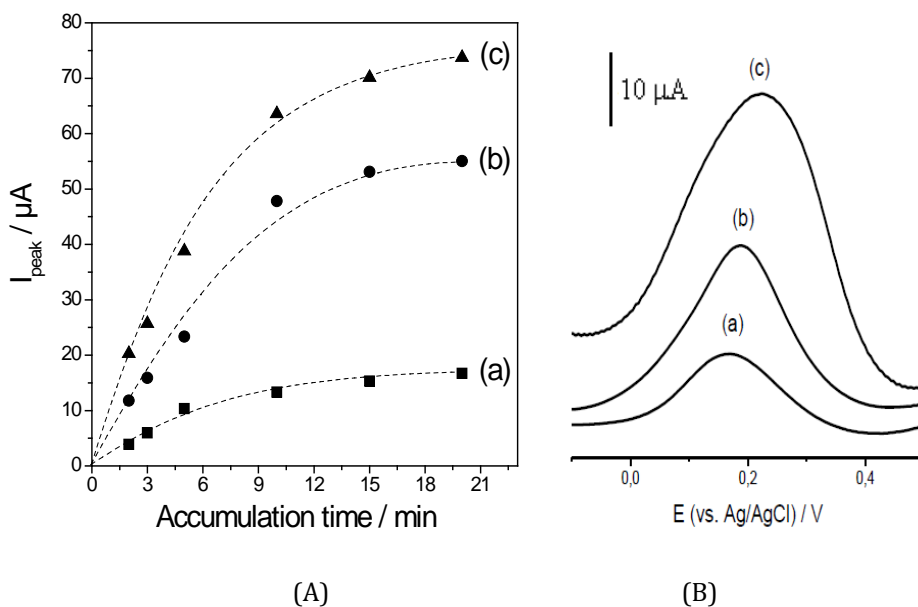 80
70
60
50
40
30
20
10
0
0 3 6 9 12 15 18 21
I peak / µA
Accumulation time / min
(c)
(b)
(a)
(A)
10 µA
(c)
(b)
(a)
0,0 0,2 0,4
E (vs. Ag/AgCl) / V
(B)